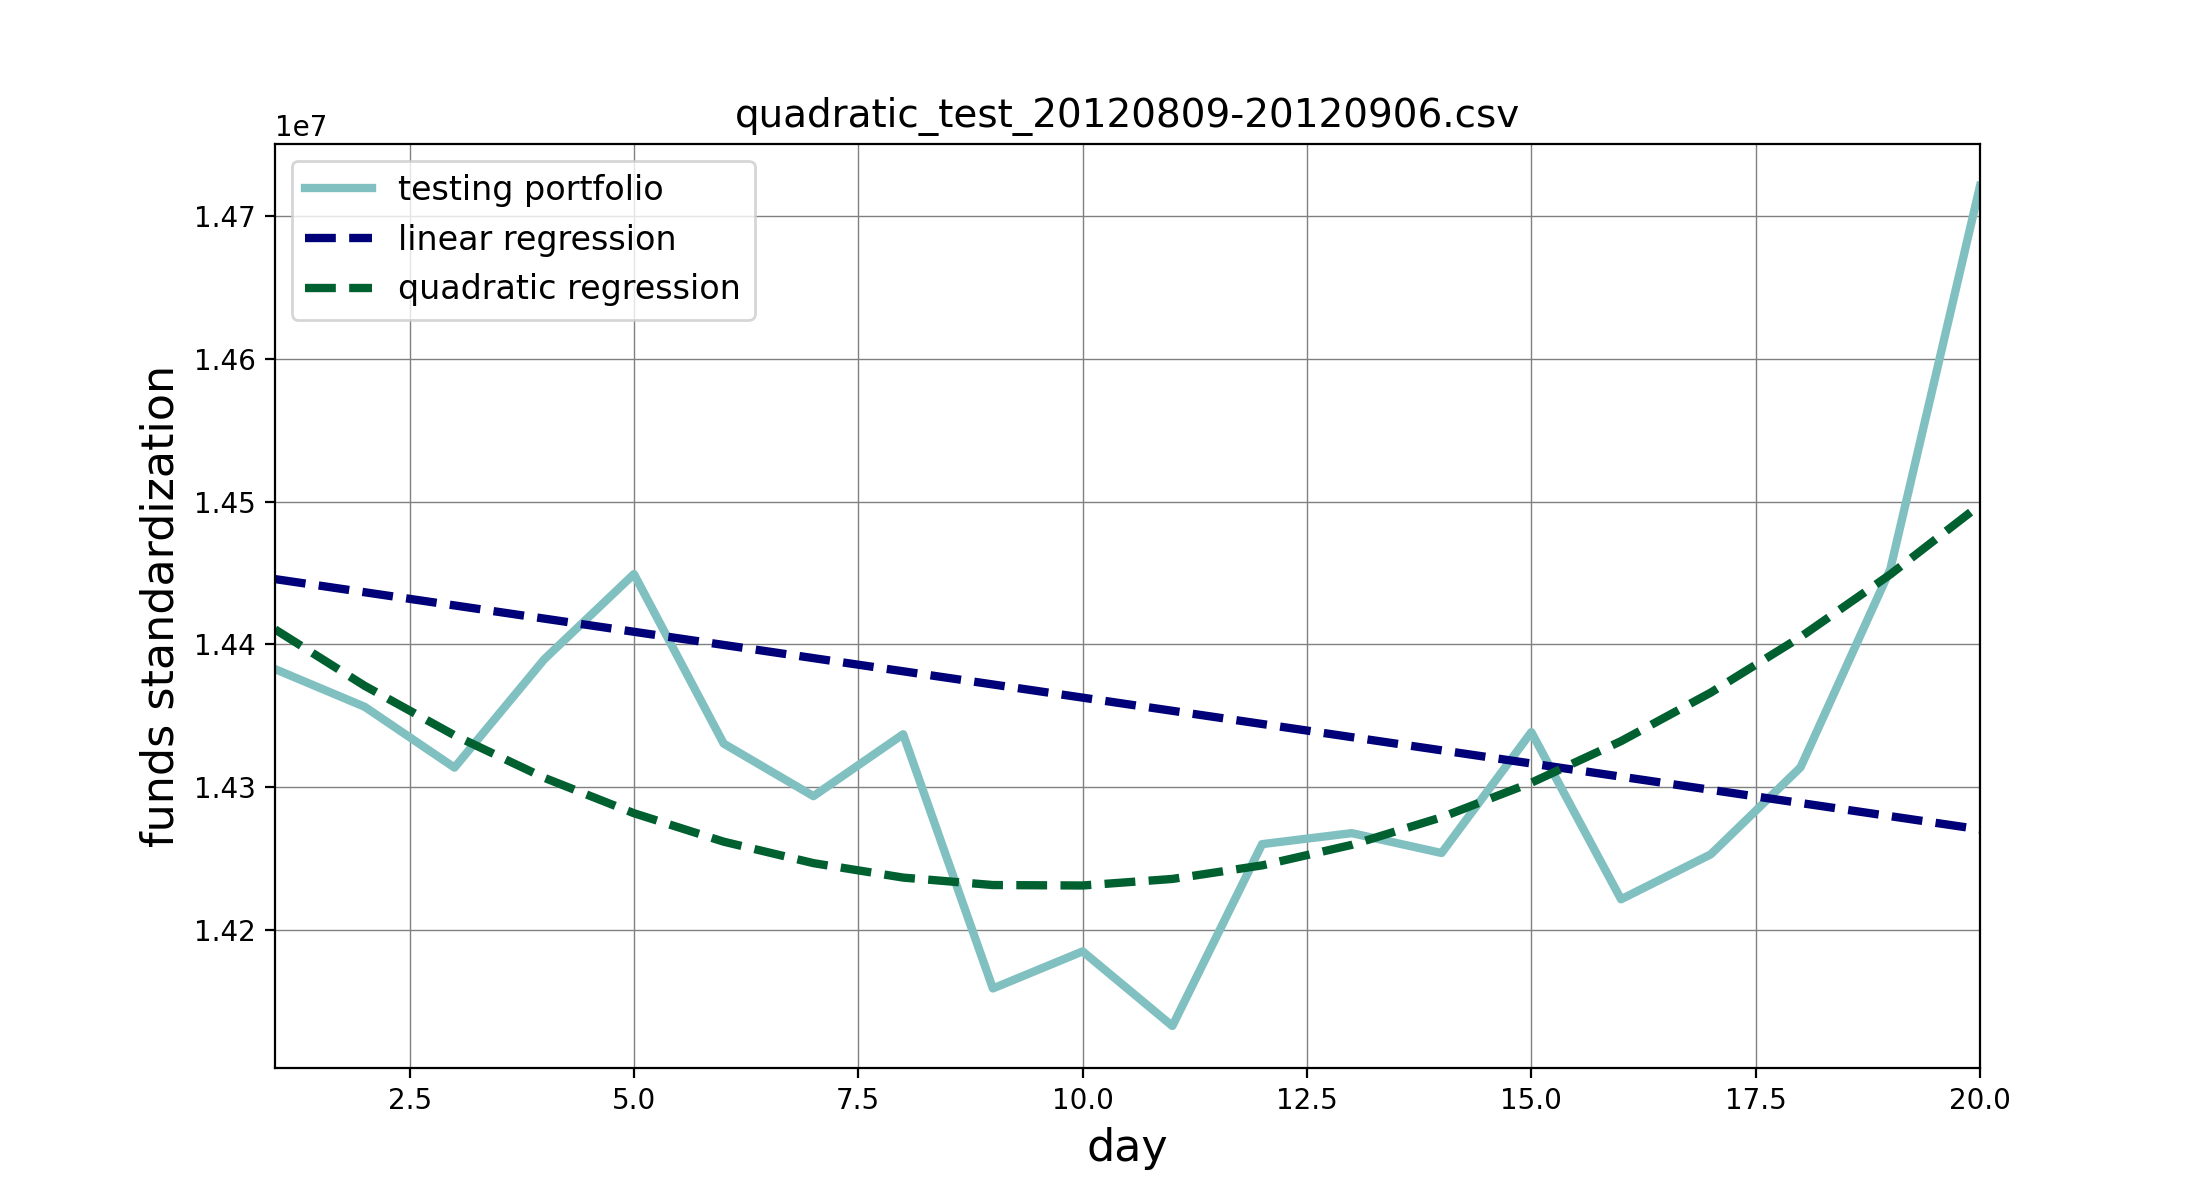 quadratic_test_20120809-20120906.csv
1e7
testing portfolio
linear regression
quadratic regression
1.47
1.46
1.45
1.44
1.43
1.42
funds standardization
2.5 5.0 7.5 10.0 12.5 15.0 17.5 20.0
day